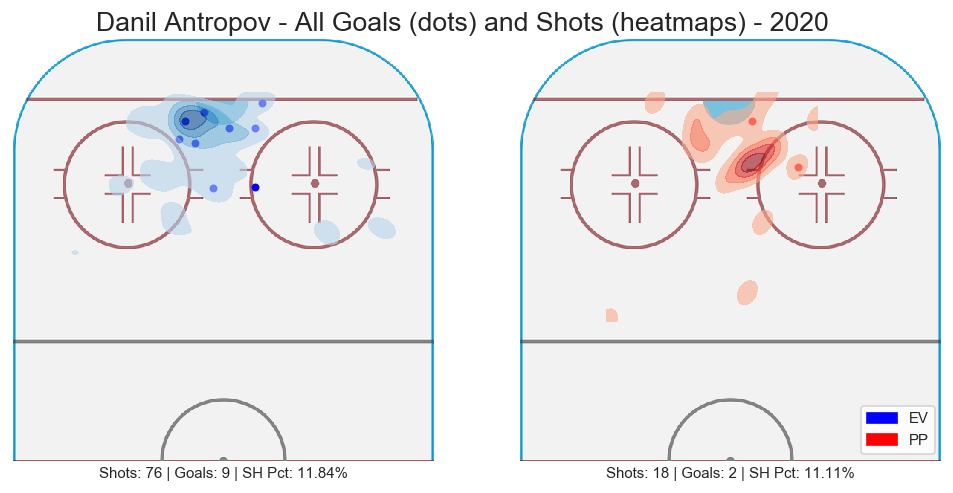 Danil Antropov - All Goals (dots) and Shots (heatmaps) - 2020
EV
PP
Shots: 76 | Goals: 9 | SH Pct: 11.84%
Shots: 18 | Goals: 2 | SH Pct: 11.11%